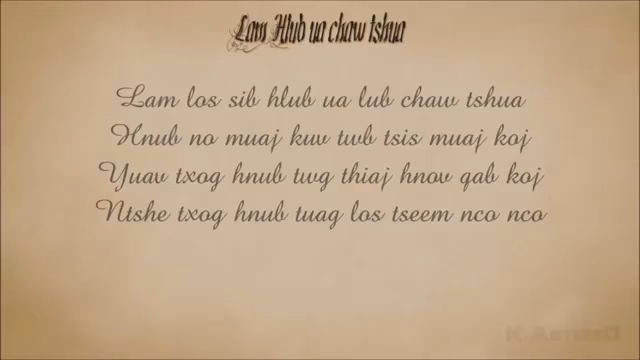 Lam Hlub ua chaw tshua
Lam los sib hlub ua lub chaw tshua
Hnub no muaj kuv twb tsis muaj koj
Yuav txog hnub twg thiaj hnov qab koj
Ntshe txog hnub tuag los tseem nco nco